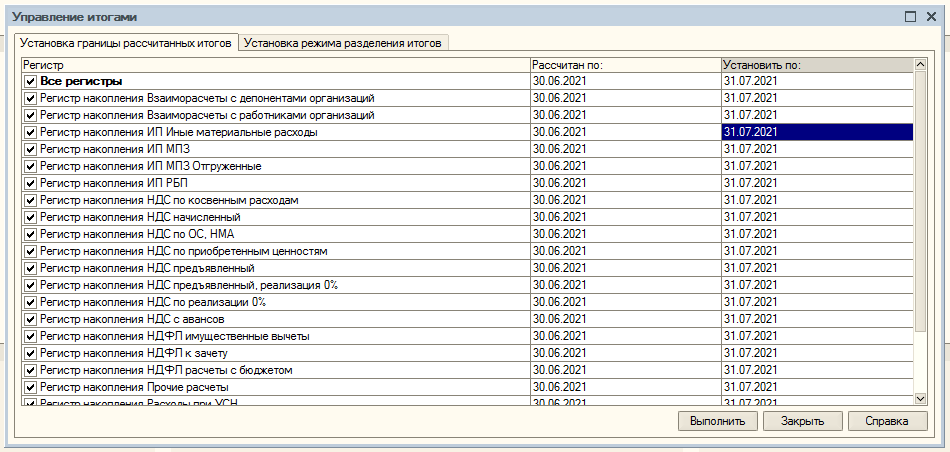 Управление итогами
Установка границы рассчитанных итогов Установка режима разделения итогов
Регистр Рассчитан по: Установить по:
Все регистры 30.06.2021 31.07.2021
Регистр накопления Взаиморасчеты с депонентами организаций 30.06.2021 31.07.2021
Регистр накопления Взаиморасчеты с работниками организаций 30.06.2021 31.07.2021
Регистр накопления ИП Иные материальные расходы 30.06.2021 31.07.2021
Регистр накопления ИП МПЗ 30.06.2021 31.07.2021
Регистр накопления ИП МПЗ Отгруженные 30.06.2021 31.07.2021
Регистр накопления ИП РБП 30.06.2021 31.07.2021
Регистр накопления НДС по косвенным расходам 30.06.2021 31.07.2021
Регистр накопления НДС начисленный 30.06.2021 31.07.2021
Регистр накопления НДС по ОС, НМА 30.06.2021 31.07.2021
Регистр накопления НДС по приобретенным ценностям 30.06.2021 31.07.2021
Регистр накопления НДС предъявленный 30.06.2021 31.07.2021
Регистр накопления НДС предъявленный, реализация 0% 30.06.2021 31.07.2021
Регистр накопления НДС по реализации 0% 30.06.2021 31.07.2021
Регистр накопления НДС с авансов 30.06.2021 31.07.2021
Регистр накопления НДФЛ имущественные вычеты 30.06.2021 31.07.2021
Регистр накопления НДФЛ к зачету 30.06.2021 31.07.2021
Регистр накопления НДФЛ расчеты с бюджетом 30.06.2021 31.07.2021
Регистр накопления Прочие расчеты 30.06.2021 31.07.2021
Регистр накопления Расходы при УСН 30.06.2021 31.07.2021
Выполнить Закрыть Справка